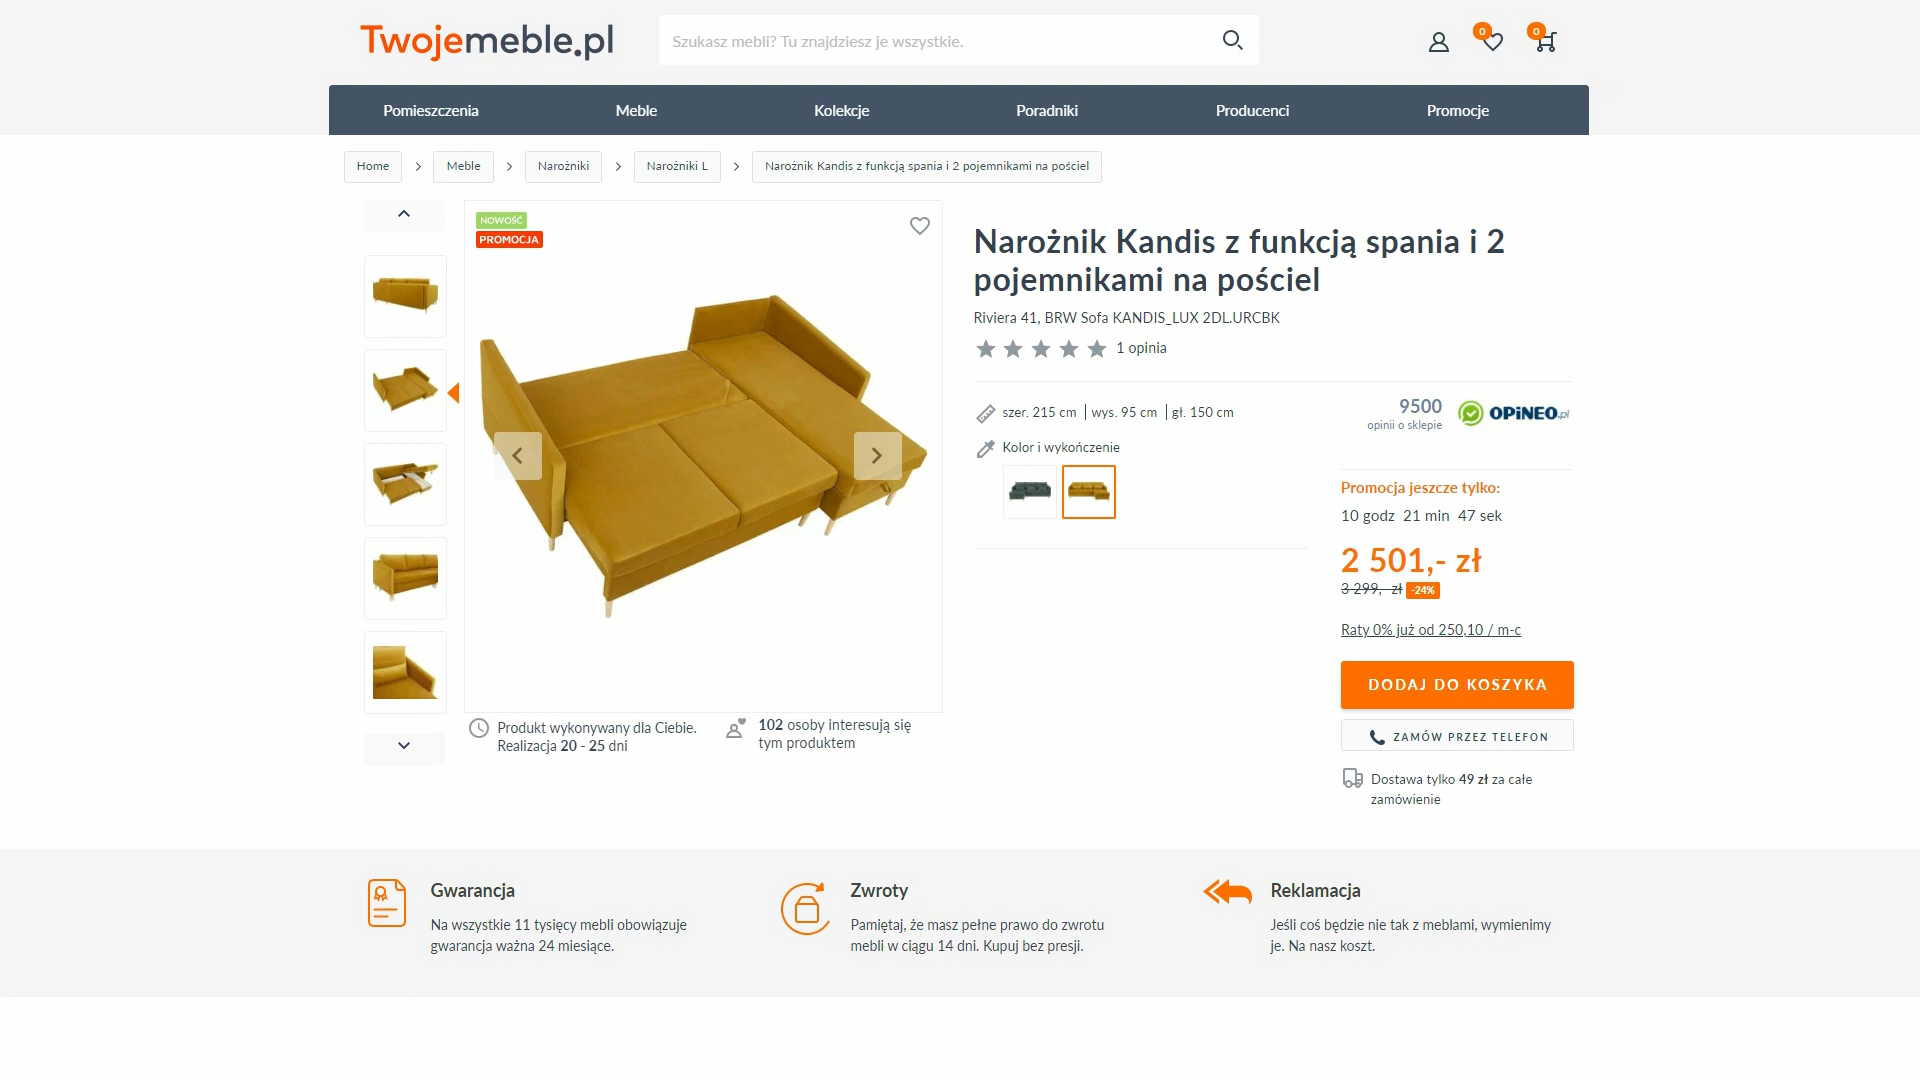 Twojemeble.pl
Szukasz mebli? Tu znajdziesz je wszystkie.
0
0
Pomieszczenia
Meble
Kolekcje
Poradniki
Producenci
Promocje
Home
Meble
Narożniki
Narożniki L
Narożnik Kandis z funkcją spania i 2 pojemnikami na pościel
NOWOŚĆ
PROMOCJA
Narożnik Kandis z funkcją spania i 2
pojemnikami na pościel
Riviera 41, BRW Sofa KANDIS_LUX 2DL.URCBK
1 opinia
szer. 215 cm
wys. 95 cm
gł. 150 cm
Kolor i wykończenie
9500
opinii o sklepie
OPiNEO.pl
Promocja jeszcze tylko:
10 godz 21 min 47 sek
2 501,- zł
3 299,- zł
-24%
Raty 0% już od 250,10 / m-c
DODAJ DO KOSZYKA
ZAMÓW PRZEZ TELEFON
Dostawa tylko 49 zł za całe
zamówienie
Produkt wykonywany dla Ciebie.
Realizacja 20 - 25 dni
102 osoby interesują się
tym produktem
Gwarancja
Na wszystkie 11 tysięcy mebli obowiązuje
gwarancja ważna 24 miesiące.
Zwroty
Pamiętaj, że masz pełne prawo do zwrotu
mebli w ciągu 14 dni. Kupuj bez presji.
Reklamacja
Jeśli coś będzie nie tak z meblami, wymienimy
je. Na nasz koszt.